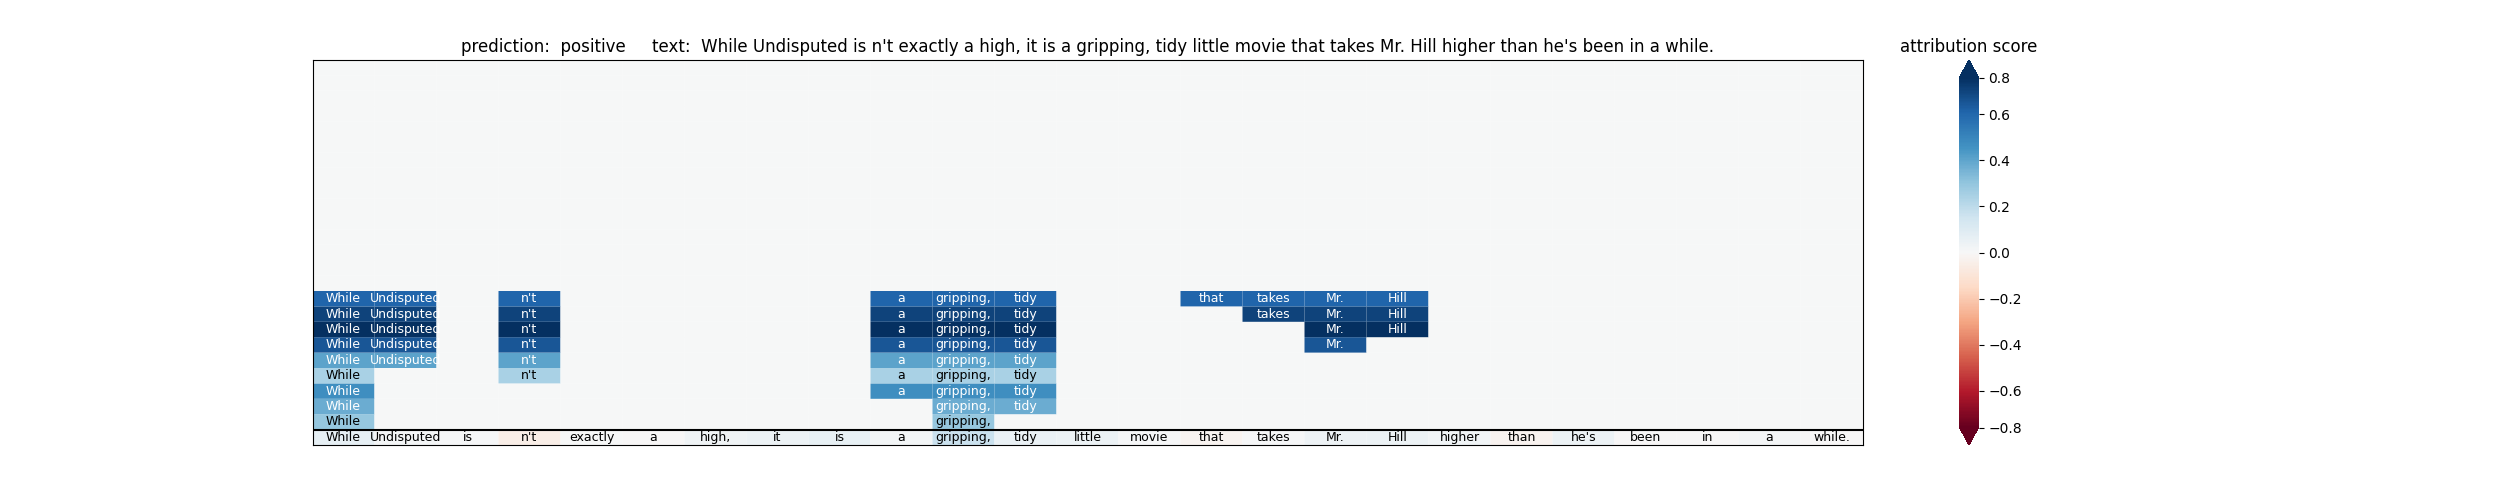 prediction: positive text: While Undisputed is n't exactly a high, it is a gripping, tidy little movie that takes Mr. Hill higher than he's been in a while.
attribution score
0.8
0.6
0.4
0.2
0.0
−0.2
−0.4
−0.6
−0.8
While Undisputed n't a gripping, tidy that takes Mr. Hill
While Undisputed n't a gripping, tidy takes Mr. Hill
While Undisputed n't a gripping, tidy Mr. Hill
While Undisputed n't a gripping, tidy Mr.
While Undisputed n't a gripping, tidy
While n't a gripping, tidy
While a gripping, tidy
While gripping, tidy
While gripping,
While Undisputed is n't exactly a high, it is a gripping, tidy little movie that takes Mr. Hill higher than he's been in a while.